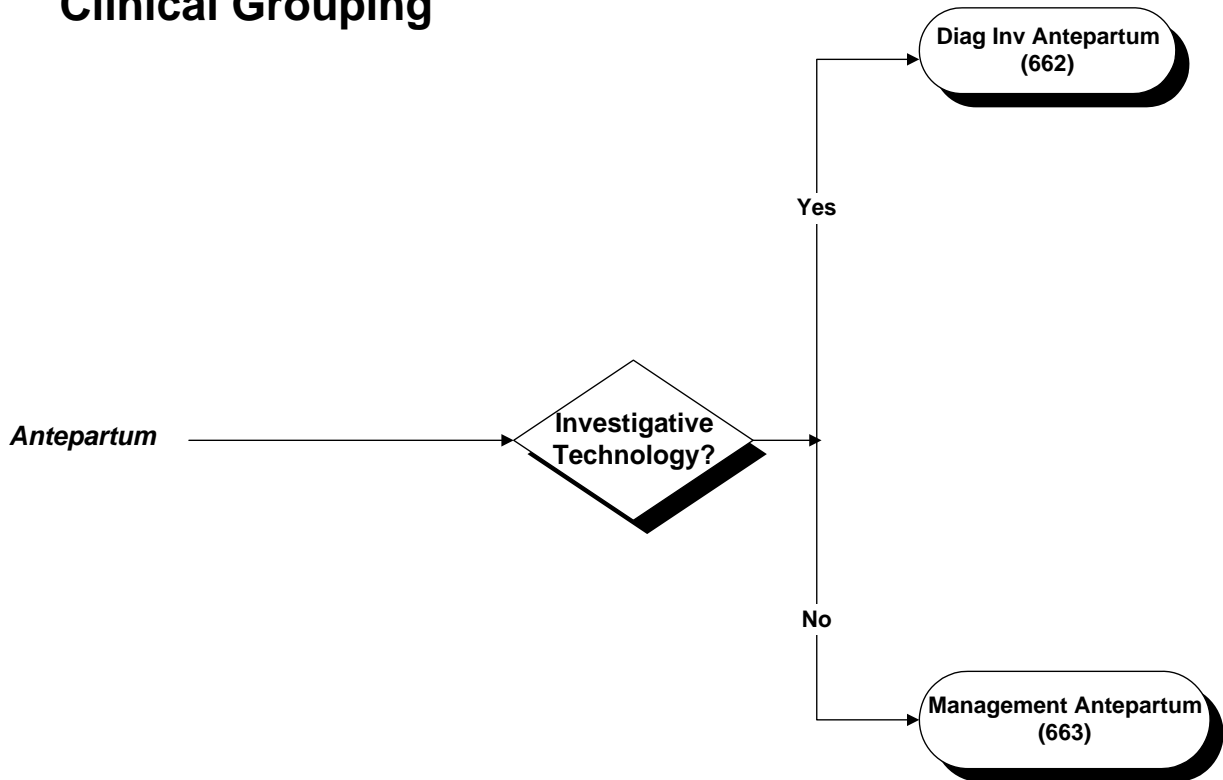 Clinical Grouping
Diag Inv Antepartum
(662)
Yes
Antepartum
Investigative
Technology?
No
Management Antepartum
(663)